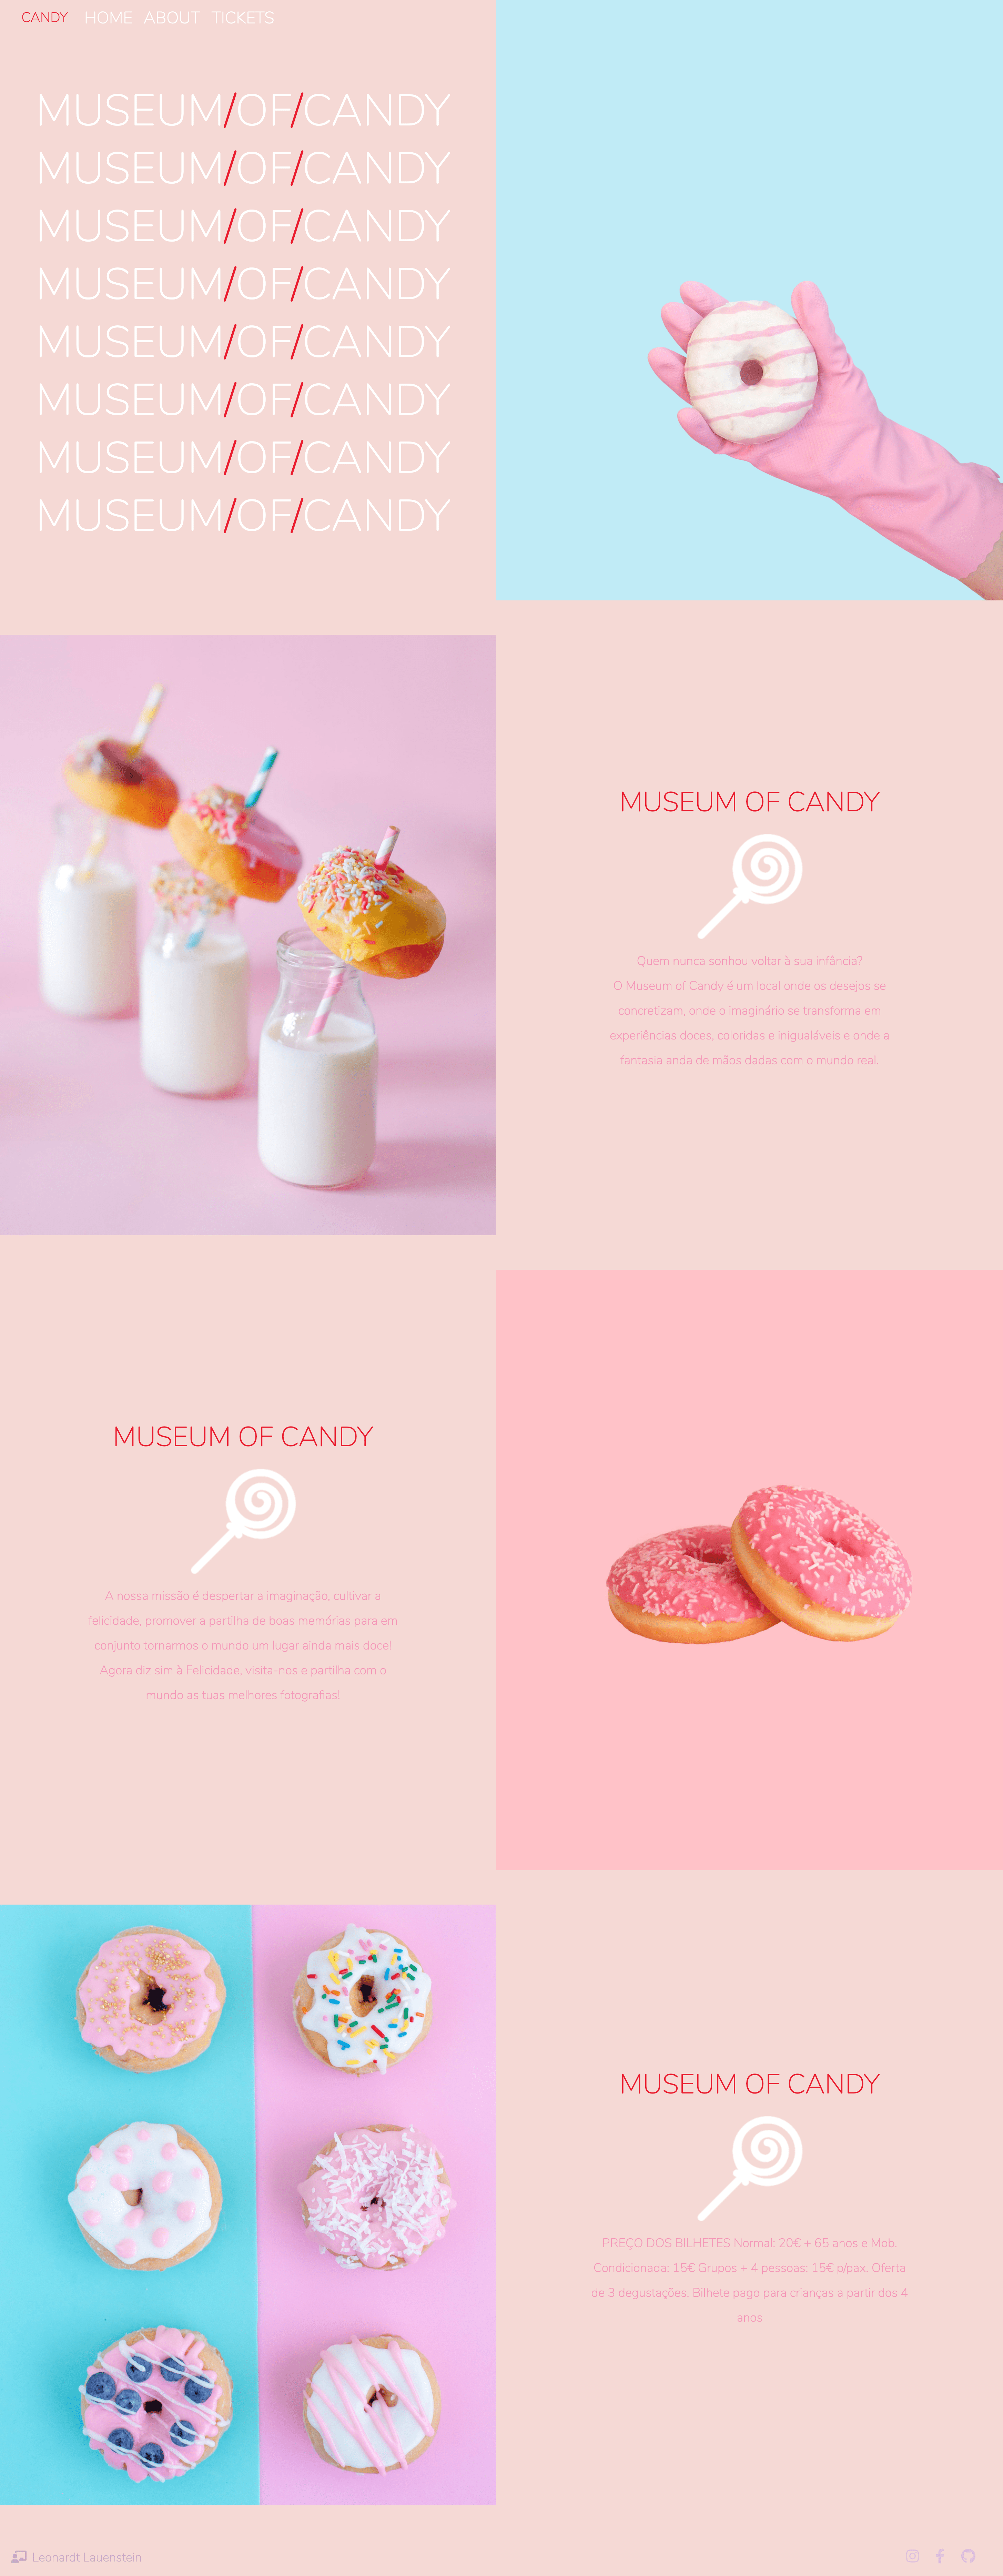 CANDY HOME ABOUT TICKETS
MUSEUM/OF/CANDY
MUSEUM/OF/CANDY
MUSEUM/OF/CANDY
MUSEUM/OF/CANDY
MUSEUM/OF/CANDY
MUSEUM/OF/CANDY
MUSEUM/OF/CANDY
MUSEUM/OF/CANDY
MUSEUM OF CANDY
Quem nunca sonhou voltar à sua infância?
O Museum of Candy é um local onde os desejos se
concretizam, onde o imaginário se transforma em
experiências doces, coloridas e inigualáveis e onde a
fantasia anda de mãos dadas com o mundo real.
MUSEUM OF CANDY
A nossa missão é despertar a imaginação, cultivar a
felicidade, promover a partilha de boas memórias para em
conjunto tornarmos o mundo um lugar ainda mais doce!
Agora diz sim à Felicidade, visita-nos e partilha com o
mundo as tuas melhores fotografias!
MUSEUM OF CANDY
PREÇO DOS BILHETES Normal: 20€ + 65 anos e Mob.
Condicionada: 15€ Grupos + 4 pessoas: 15€ p/pax. Oferta
de 3 degustações. Bilhete pago para crianças a partir dos 4
anos
Leonardt Lauenstein